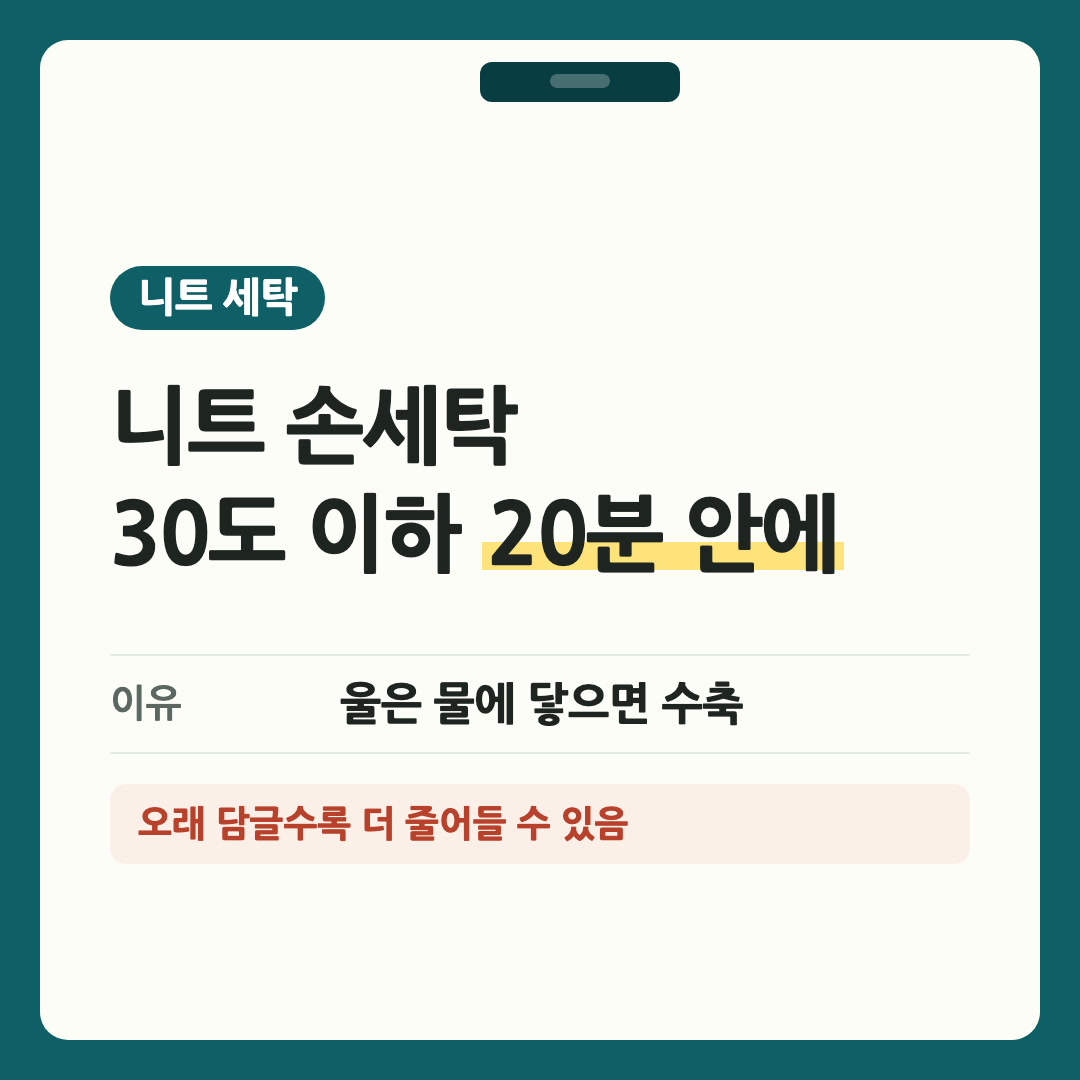 니트 세탁
니트 손세탁
30도 이하 20분 안에
이유 울은 물에 닿으면 수축
오래 담글수록 더 줄어들 수 있음